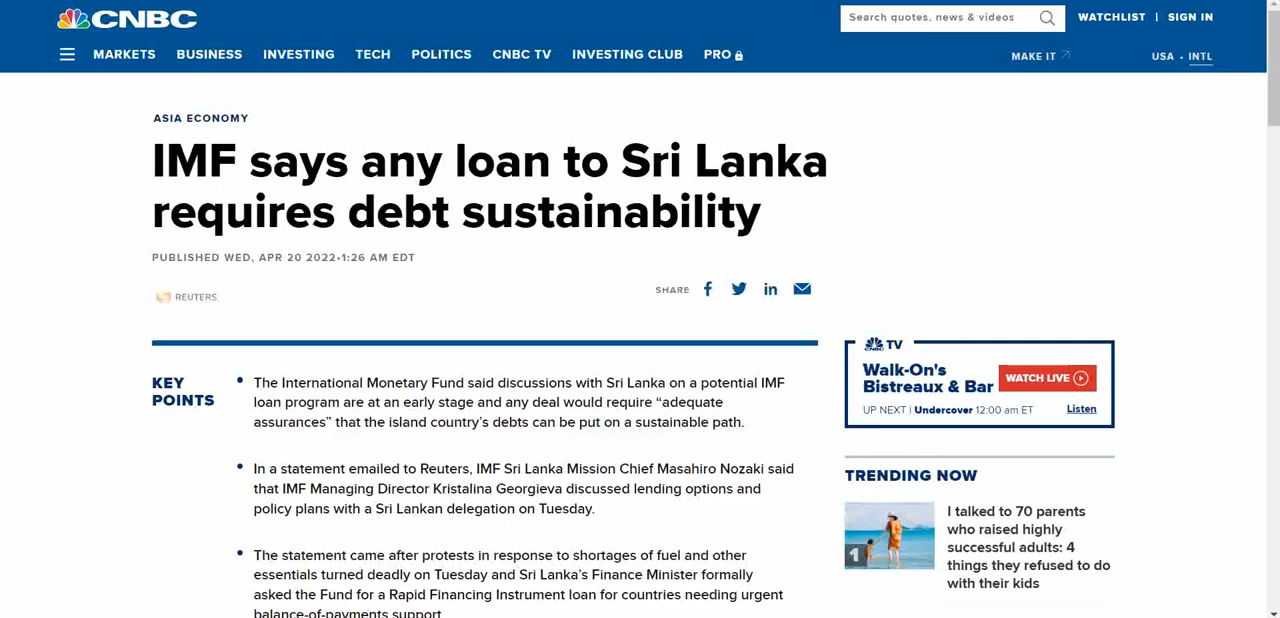 CNBC
Search quotes, news & videos
WATCHLIST | SIGN IN
MARKETS BUSINESS INVESTING TECH POLITICS CNBC TV INVESTING CLUB PRO
MAKE IT
USA • INTL
ASIA ECONOMY
IMF says any loan to Sri Lanka
requires debt sustainability
PUBLISHED WED, APR 20 2022•1:26 AM EDT
REUTERS
SHARE
KEY
POINTS
• The International Monetary Fund said discussions with Sri Lanka on a potential IMF
loan program are at an early stage and any deal would require “adequate
assurances” that the island country’s debts can be put on a sustainable path.
• In a statement emailed to Reuters, IMF Sri Lanka Mission Chief Masahiro Nozaki said
that IMF Managing Director Kristalina Georgieva discussed lending options and
policy plans with a Sri Lankan delegation on Tuesday.
• The statement came after protests in response to shortages of fuel and other
essentials turned deadly on Tuesday and Sri Lanka’s Finance Minister formally
asked the Fund for a Rapid Financing Instrument loan for countries needing urgent
balance-of-payments support.
CNBC TV
Walk-On's
Bistreaux & Bar
WATCH LIVE
UP NEXT | Undercover 12:00 am ET
Listen
TRENDING NOW
1
I talked to 70 parents
who raised highly
successful adults: 4
things they refused to do
with their kids